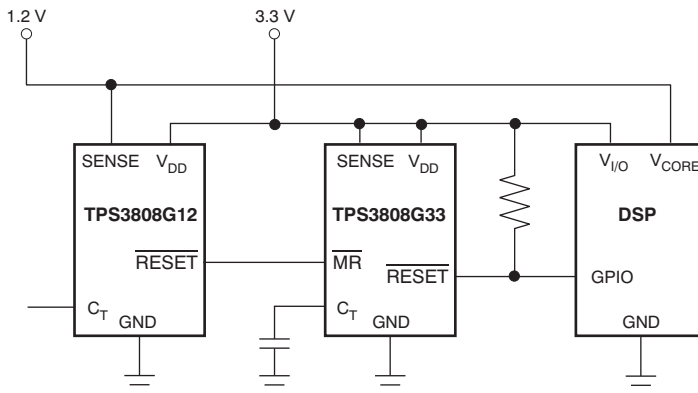 1.2 V
3.3 V
SENSE V_DD
TPS3808G12
RESET
C_T
GND
SENSE V_DD
TPS3808G33
MR
RESET
C_T
GND
V_I/O V_CORE
DSP
GPIO
GND